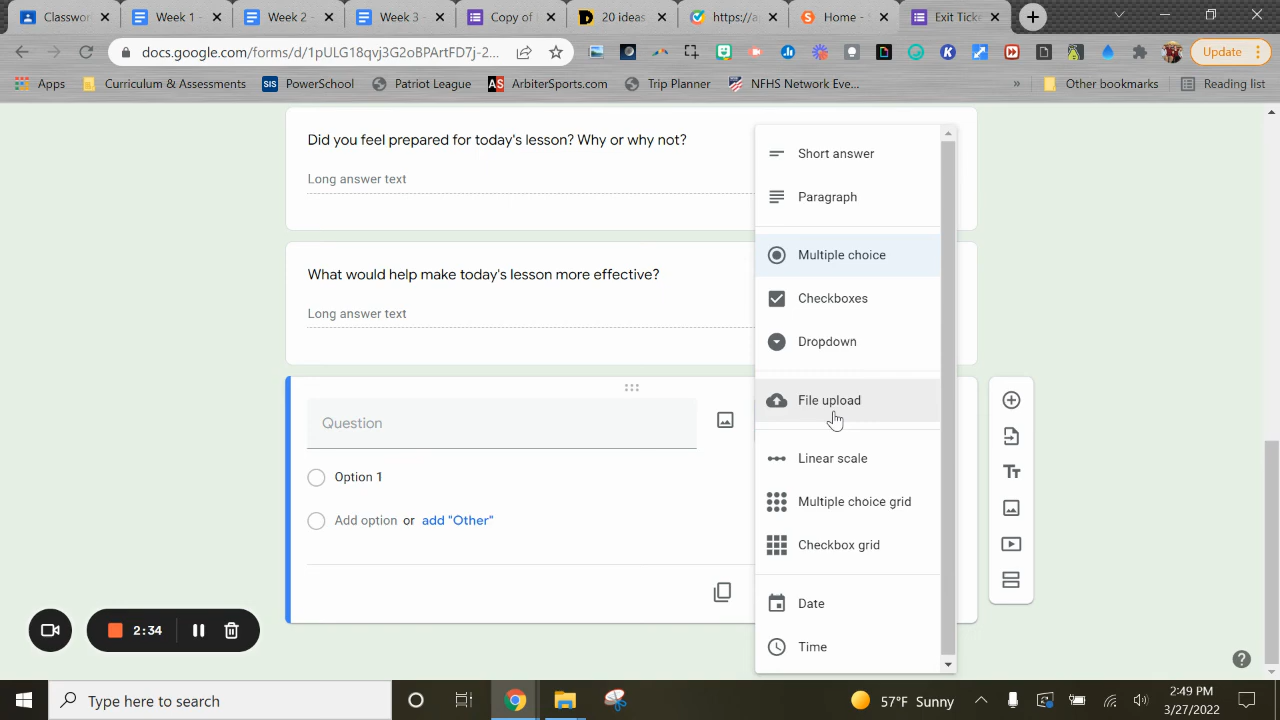 Classwor
Week 1 -
Week 2 -
Week 3
Copy of
20 ideas
https://a
Home -
Exit Ticke
docs.google.com/forms/d/1pULG18qvj3G2oBPArtFD7j-2...
Update
Apps
Curriculum & Assessments
SIS
PowerSch
Patriot League
AS
ArbiterSports.com
Trip Planner
NFHS Network Eve...
»
Other bookmarks
Reading list
Did you feel prepared for today's lesson? Why or why not?
Long answer text
What would help make today's lesson more effective?
Long answer text
Question
Option 1
Add option or add "Other"
Short answer
Paragraph
Multiple choice
Checkboxes
Dropdown
File upload
Linear scale
Multiple choice grid
Checkbox grid
Date
Time
Tт
2:34
Type here to search
57°F Sunny
2:49 PM
3/27/2022